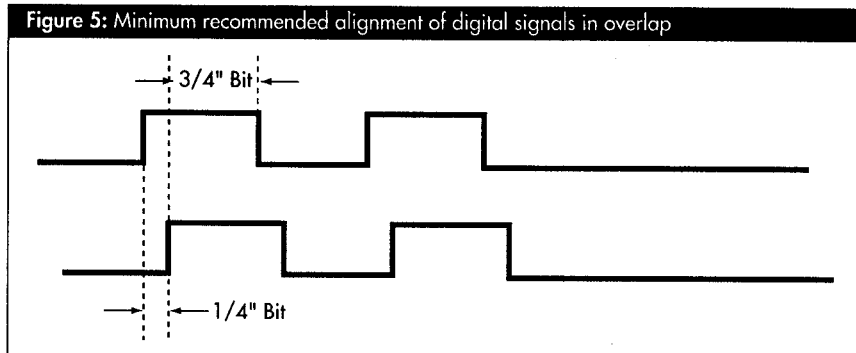 Figure 5: Minimum recommended alignment of digital signals in overlap
3/4" Bit
1/4" Bit